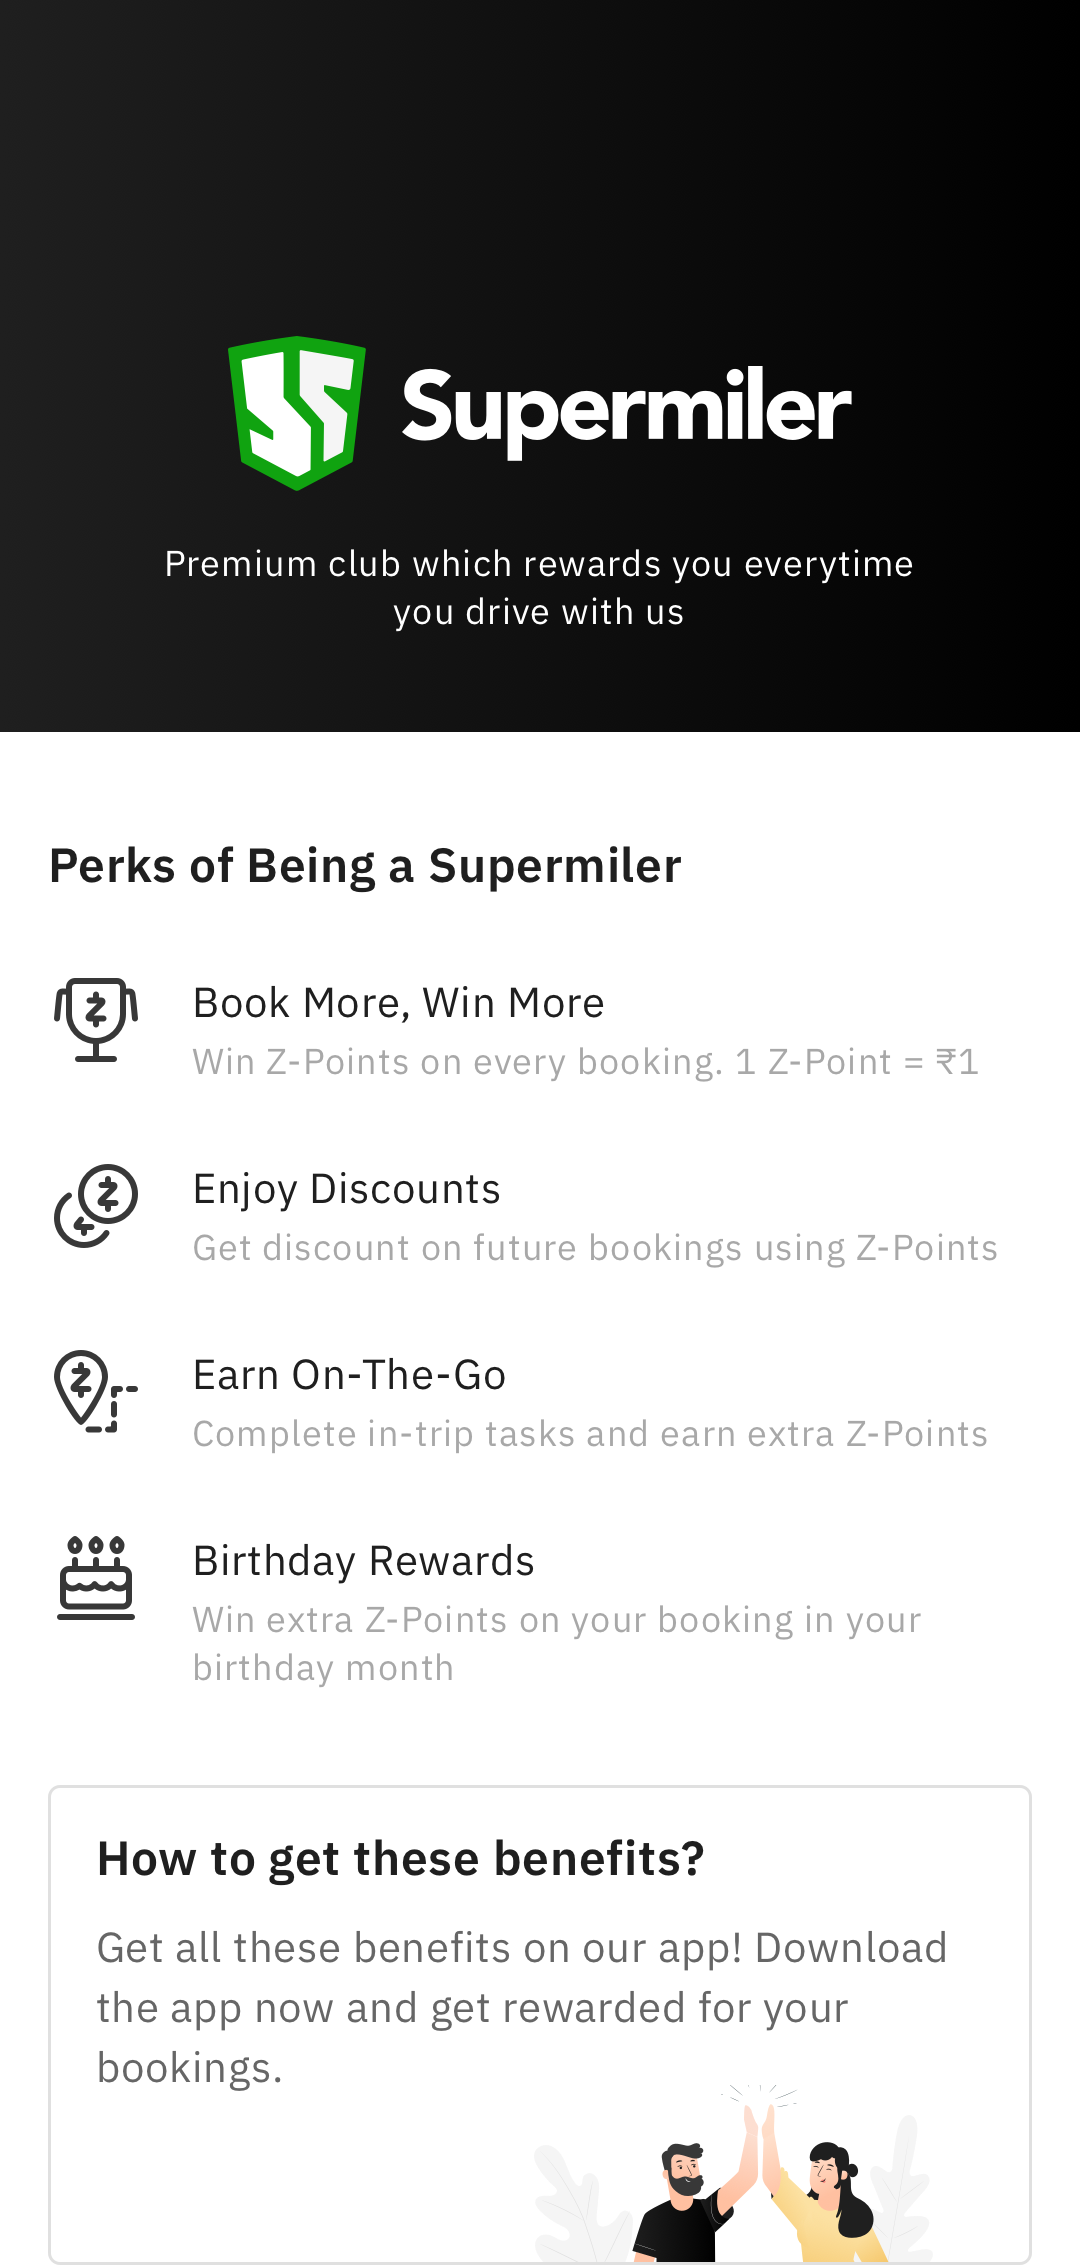 Supermiler
Premium club which rewards you everytime
you drive with us
Perks of Being a Supermiler
Book More, Win More
Win Z-Points on every booking. 1 Z-Point = ₹1
Enjoy Discounts
Get discount on future bookings using Z-Points
Earn On-The-Go
Complete in-trip tasks and earn extra Z-Points
Birthday Rewards
Win extra Z-Points on your booking in your
birthday month
How to get these benefits?
Get all these benefits on our app! Download
the app now and get rewarded for your
bookings.